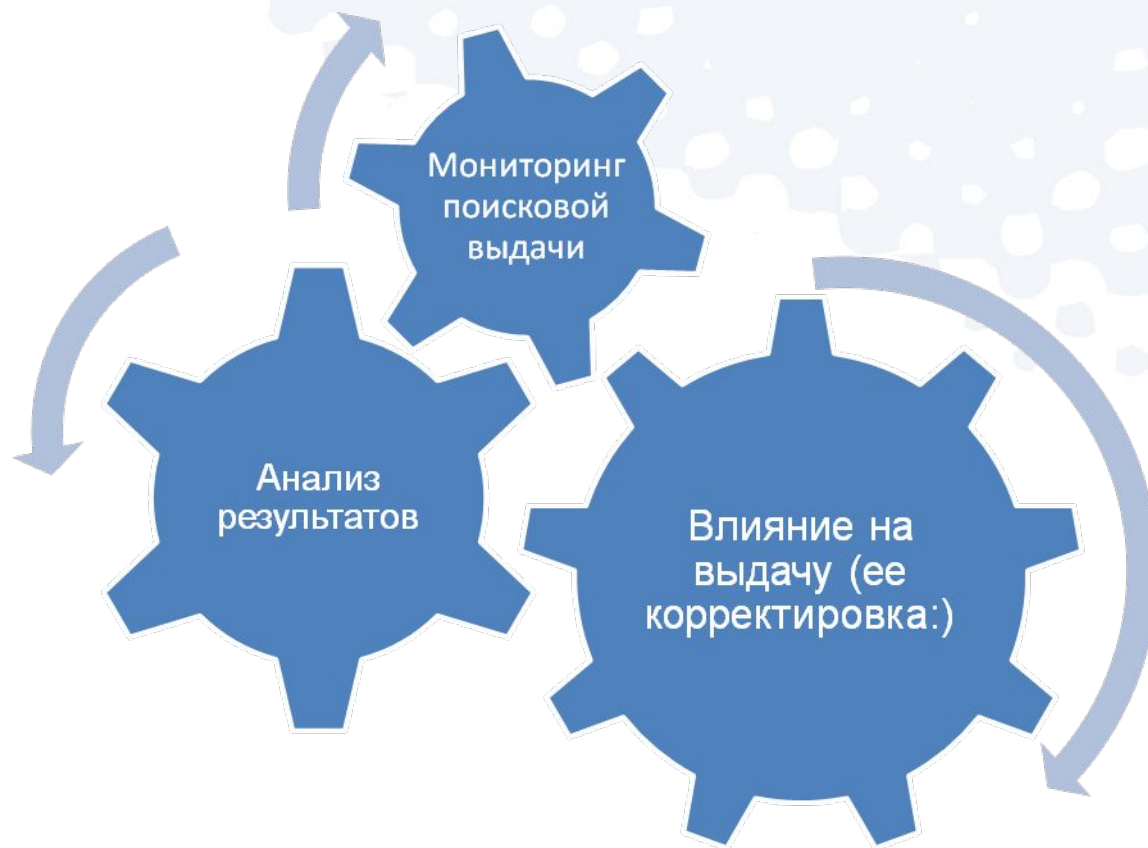 Мониторинг
поисковой
выдачи
Анализ
результатов
Влияние на
выдачу (ее
корректировка:)